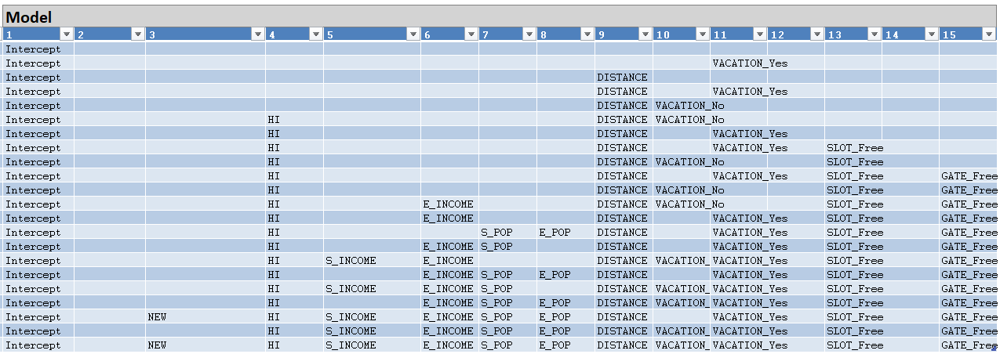 Model
1 2 3 4 5 6 7 8 9 10 11 12 13 14 15
Intercept
Intercept VACATION_Yes
Intercept DISTANCE
Intercept DISTANCE VACATION_Yes
Intercept DISTANCE VACATION_No
Intercept HI DISTANCE VACATION_No
Intercept HI DISTANCE VACATION_Yes
Intercept HI DISTANCE VACATION_Yes SLOT_Free
Intercept HI DISTANCE VACATION_No SLOT_Free
Intercept HI DISTANCE VACATION_Yes SLOT_Free GATE_Free
Intercept HI DISTANCE VACATION_No SLOT_Free GATE_Free
Intercept HI E_INCOME DISTANCE VACATION_No SLOT_Free GATE_Free
Intercept HI E_INCOME DISTANCE VACATION_Yes SLOT_Free GATE_Free
Intercept HI S_POP E_POP DISTANCE VACATION_Yes SLOT_Free GATE_Free
Intercept HI E_INCOME S_POP DISTANCE VACATION_Yes SLOT_Free GATE_Free
Intercept HI S_INCOME E_INCOME DISTANCE VACATION_ VACATION_Yes SLOT_Free GATE_Free
Intercept HI E_INCOME S_POP E_POP DISTANCE VACATION_Yes SLOT_Free GATE_Free
Intercept HI S_INCOME E_INCOME S_POP DISTANCE VACATION_ VACATION_Yes SLOT_Free GATE_Free
Intercept HI E_INCOME S_POP E_POP DISTANCE VACATION_ VACATION_Yes SLOT_Free GATE_Free
Intercept NEW HI S_INCOME E_INCOME S_POP E_POP DISTANCE VACATION_Yes SLOT_Free GATE_Free
Intercept HI S_INCOME E_INCOME S_POP E_POP DISTANCE VACATION_ VACATION_Yes SLOT_Free GATE_Free
Intercept NEW HI S_INCOME E_INCOME S_POP E_POP DISTANCE VACATION_ VACATION_Yes SLOT_Free GATE_Free